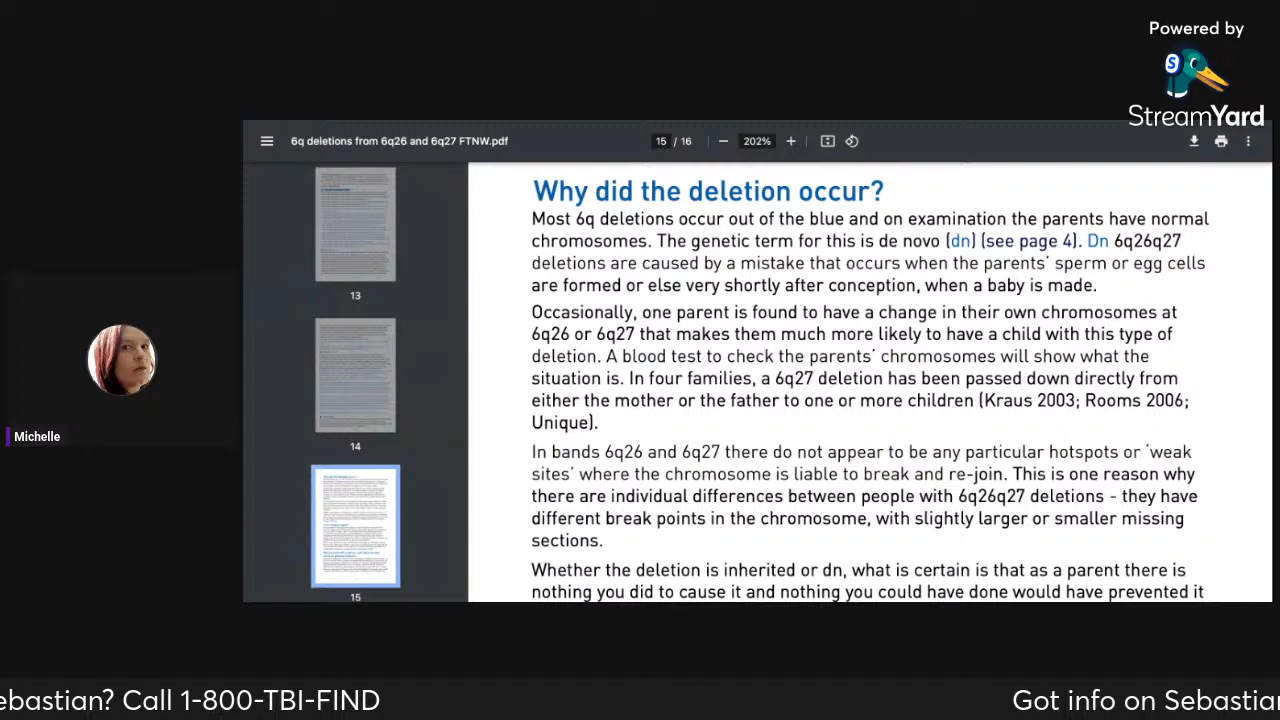 Powered by
StreamYard
6q deletions from 6q26 and 6q27 FTNW.pdf
15 / 16
202%
13
14
15
Why did the deletion occur?
Most 6q deletions occur out of the blue and on examination the parents have normal
chromosomes. The genetic term for this is de novo (dn) (see page 4). Dn 6q26q27
deletions are caused by a mistake that occurs when the parents’ sperm or egg cells
are formed or else very shortly after conception, when a baby is made.
Occasionally, one parent is found to have a change in their own chromosomes at
6q26 or 6q27 that makes them much more likely to have a child with this type of
deletion. A blood test to check the parents’ chromosomes will show what the
situation is. In four families, a 6q27 deletion has been passed down directly from
either the mother or the father to one or more children (Kraus 2003; Rooms 2006;
Unique).
In bands 6q26 and 6q27 there do not appear to be any particular hotspots or ‘weak
sites’ where the chromosome is liable to break and re-join. This is one reason why
there are individual differences between people with 6q26q27 deletions – they have
different break points in the chromosome, with slightly larger or smaller missing
sections.
Whether the deletion is inherited or dn, what is certain is that as a parent there is
nothing you did to cause it and nothing you could have done would have prevented it
Michelle
ebastian? Call 1-800-TBI-FIND
Got info on Sebastian